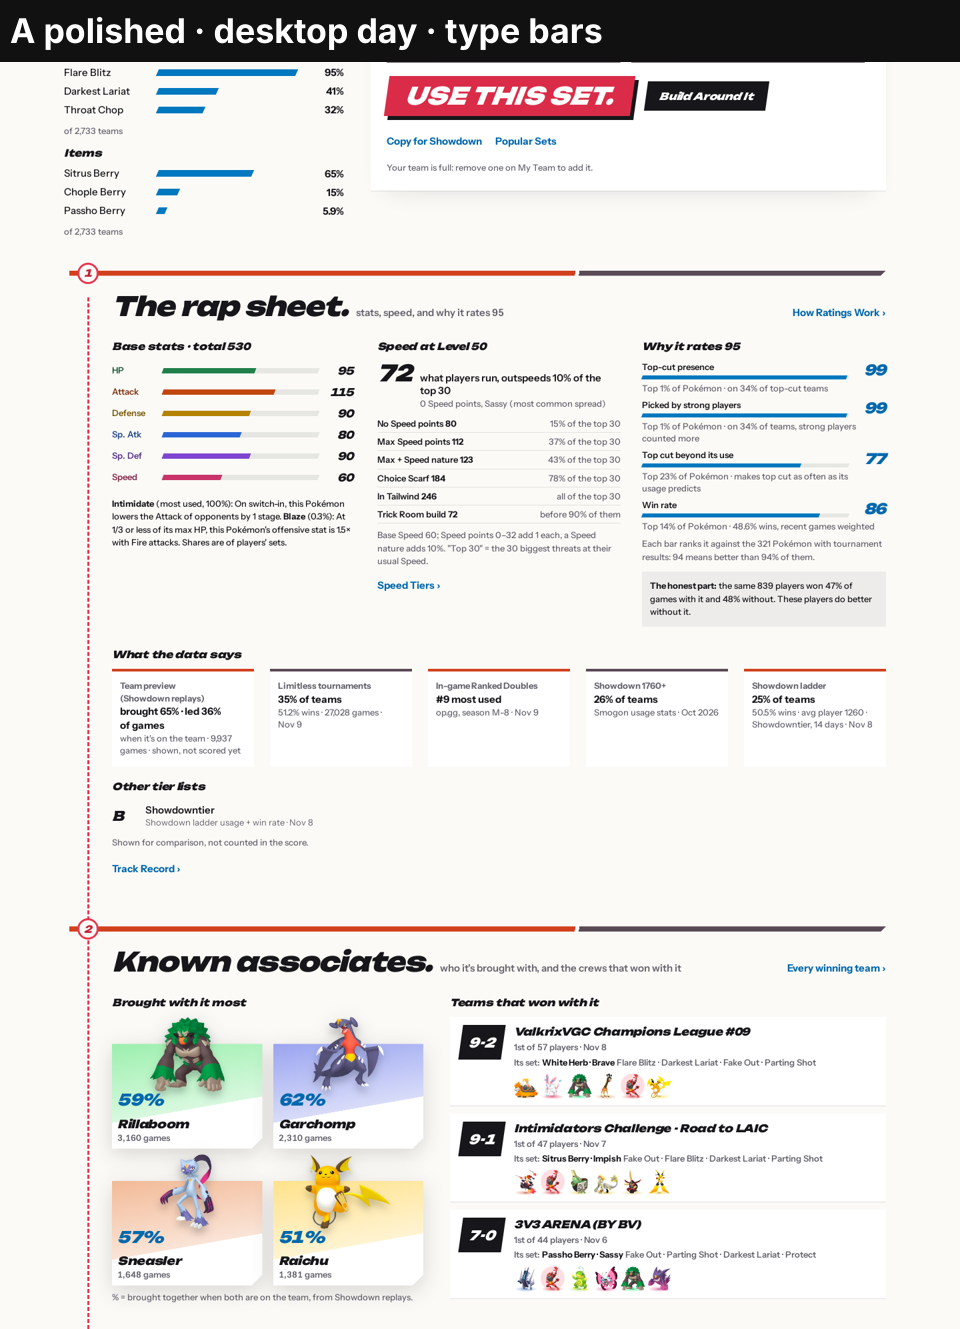 A polished · desktop day · type bars
Flare Blitz 95%
Darkest Lariat 41%
Throat Chop 32%
of 2,733 teams
Items
Sitrus Berry 65%
Chople Berry 15%
Passho Berry 5.9%
of 2,733 teams
USE THIS SET.
Build Around It
Copy for Showdown Popular Sets
Your team is full: remove one on My Team to add it.
1
The rap sheet. stats, speed, and why it rates 95
How Ratings Work ›
Base stats · total 530
HP 95
Attack 115
Defense 90
Sp. Atk 80
Sp. Def 90
Speed 60
Intimidate (most used, 100%): On switch-in, this Pokémon
lowers the Attack of opponents by 1 stage. Blaze (0.3%): At
1/3 or less of its max HP, this Pokémon's offensive stat is 1.5×
with Fire attacks. Shares are of players' sets.
Speed at Level 50
72 what players run, outspeeds 10% of the
top 30
0 Speed points, Sassy (most common spread)
No Speed points 80 15% of the top 30
Max Speed points 112 37% of the top 30
Max + Speed nature 123 43% of the top 30
Choice Scarf 184 78% of the top 30
In Tailwind 246 all of the top 30
Trick Room build 72 before 90% of them
Base Speed 60; Speed points 0–32 add 1 each, a Speed
nature adds 10%. "Top 30" = the 30 biggest threats at their
usual Speed.
Speed Tiers ›
Why it rates 95
Top-cut presence 99
Top 1% of Pokémon · on 34% of top-cut teams
Picked by strong players 99
Top 1% of Pokémon · on 34% of teams, strong players
counted more
Top cut beyond its use 77
Top 23% of Pokémon · makes top cut as often as its
usage predicts
Win rate 86
Top 14% of Pokémon · 48.6% wins, recent games weighted
Each bar ranks it against the 321 Pokémon with tournament
results: 94 means better than 94% of them.
The honest part: the same 839 players won 47% of
games with it and 48% without. These players do better
without it.
What the data says
Team preview
(Showdown replays)
brought 65% · led 36%
of games
when it's on the team · 9,937
games · shown, not scored yet
Limitless tournaments
35% of teams
51.2% wins · 27,028 games ·
Nov 9
In-game Ranked Doubles
#9 most used
op.gg, season M-8 · Nov 9
Showdown 1760+
26% of teams
Smogon usage stats · Oct 2026
Showdown ladder
25% of teams
50.5% wins · avg player 1260 ·
Showdowntier, 14 days · Nov 8
Other tier lists
B Showdowntier
Showdown ladder usage + win rate · Nov 8
Shown for comparison, not counted in the score.
Track Record ›
2
Known associates. who it's brought with, and the crews that won with it
Every winning team ›
Brought with it most
59%
Rillaboom
3,160 games
62%
Garchomp
2,310 games
57%
Sneasler
1,648 games
51%
Raichu
1,381 games
% = brought together when both are on the team, from Showdown replays.
Teams that won with it
9-2
ValkrixVGC Champions League #09
1st of 57 players · Nov 8
Its set: White Herb · Brave Flare Blitz · Darkest Lariat · Fake Out · Parting Shot
9-1
Intimidators Challenge - Road to LAIC
1st of 47 players · Nov 7
Its set: Sitrus Berry · Impish Fake Out · Flare Blitz · Darkest Lariat · Parting Shot
7-0
3V3 ARENA (BY BV)
1st of 44 players · Nov 6
Its set: Passho Berry · Sassy Fake Out · Parting Shot · Darkest Lariat · Protect